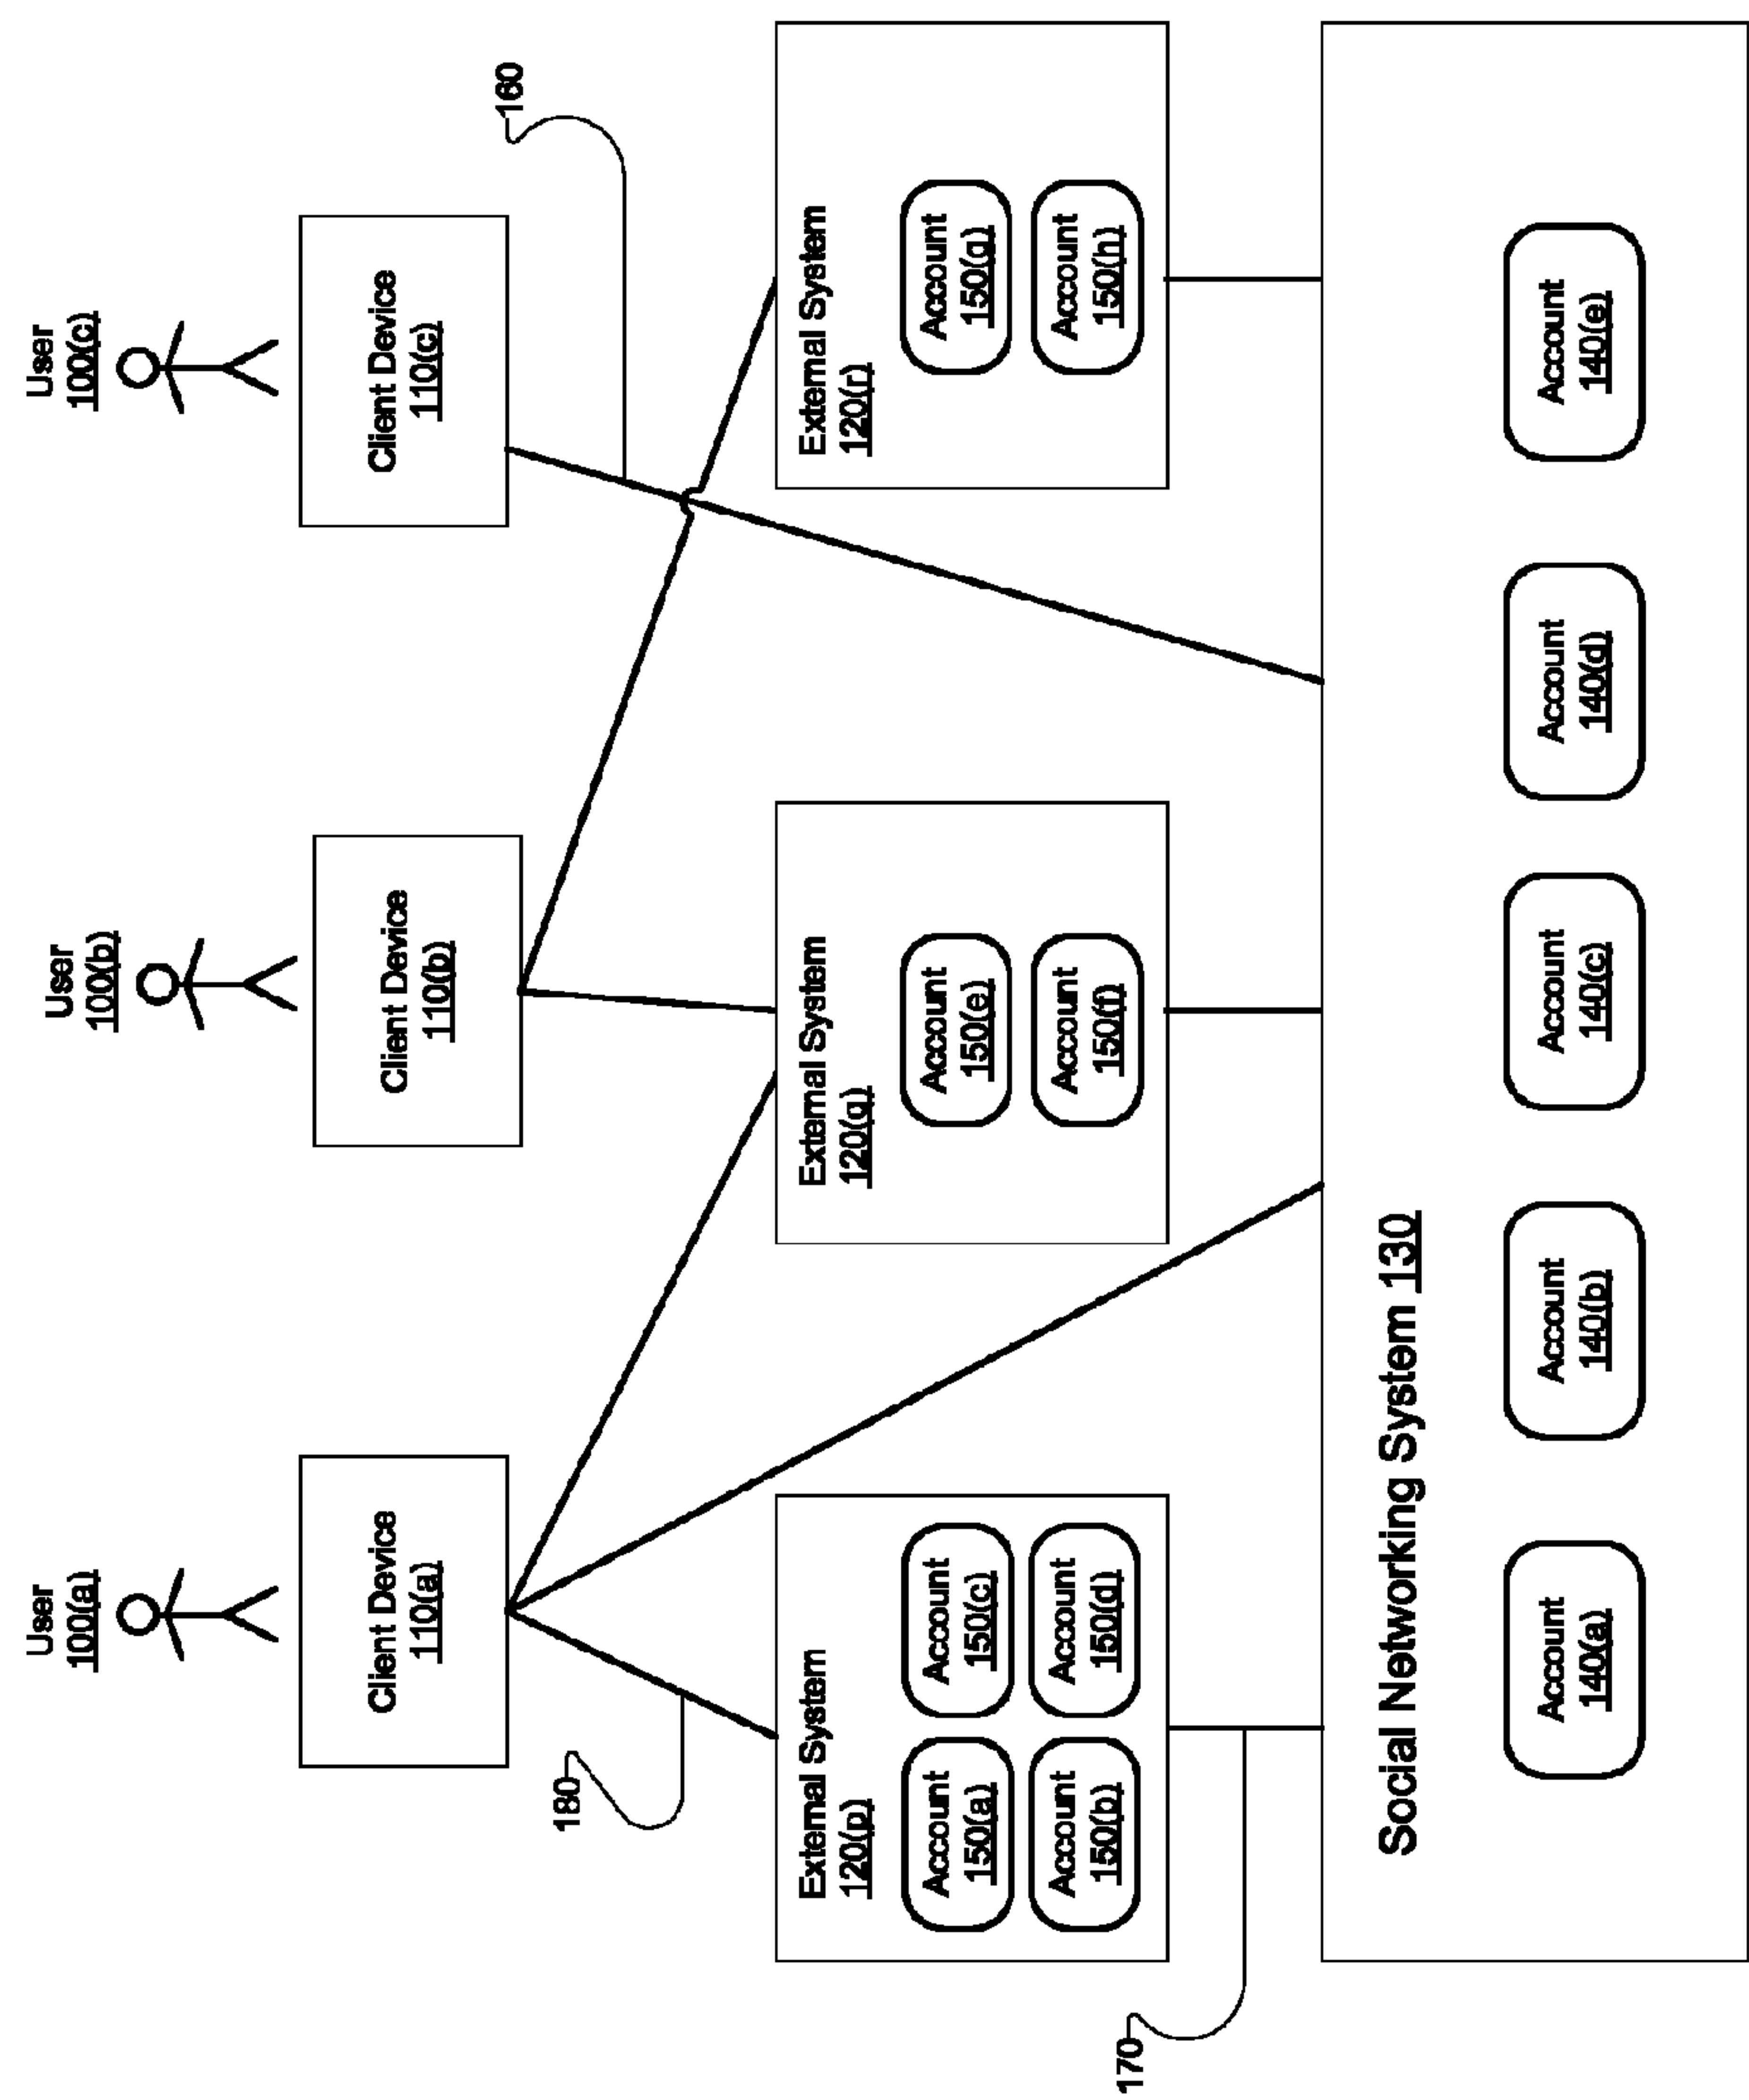 User
100(a)
User
100(b)
User
100(c)
Client Device
110(a)
Client Device
110(b)
Client Device
110(c)
160
180
External System
120(p)
Account
150(a)
Account
150(c)
Account
150(b)
Account
150(d)
External System
120(q)
Account
150(e)
Account
150(f)
External System
120(r)
Account
150(g)
Account
150(h)
170
Social Networking System 130
Account
140(a)
Account
140(b)
Account
140(c)
Account
140(d)
Account
140(e)